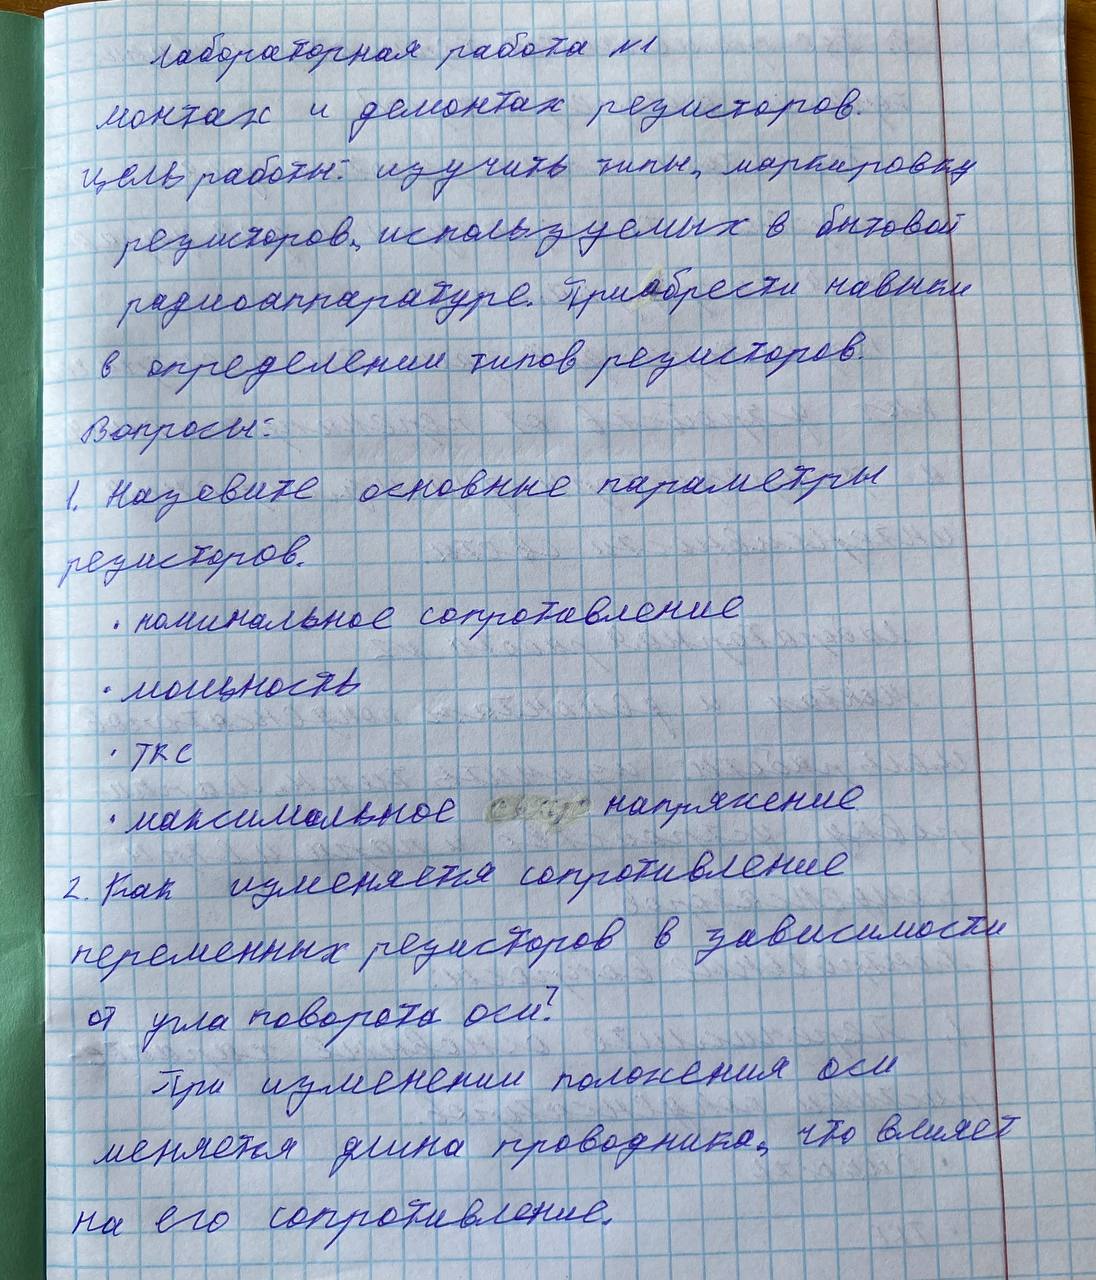 Лабораторная работа №1
монтаж и демонтаж резисторов.
Цель работы: изучить типы, маркировку
резисторов, используемых в бытовой
радиоаппаратуре. Приобрести навыки
в определении типов резисторов.
Вопросы:
1. Назовите основные параметры
резисторов.
· номинальное сопротавление
· мощность
· ТКС
· максимальное напряжение
2. Как изменяется сопротивление
переменных резисторов в зависимости
от угла поворота оси?
При изменении положения оси
меняется длина проводника, что влияет
на его сопротивление.